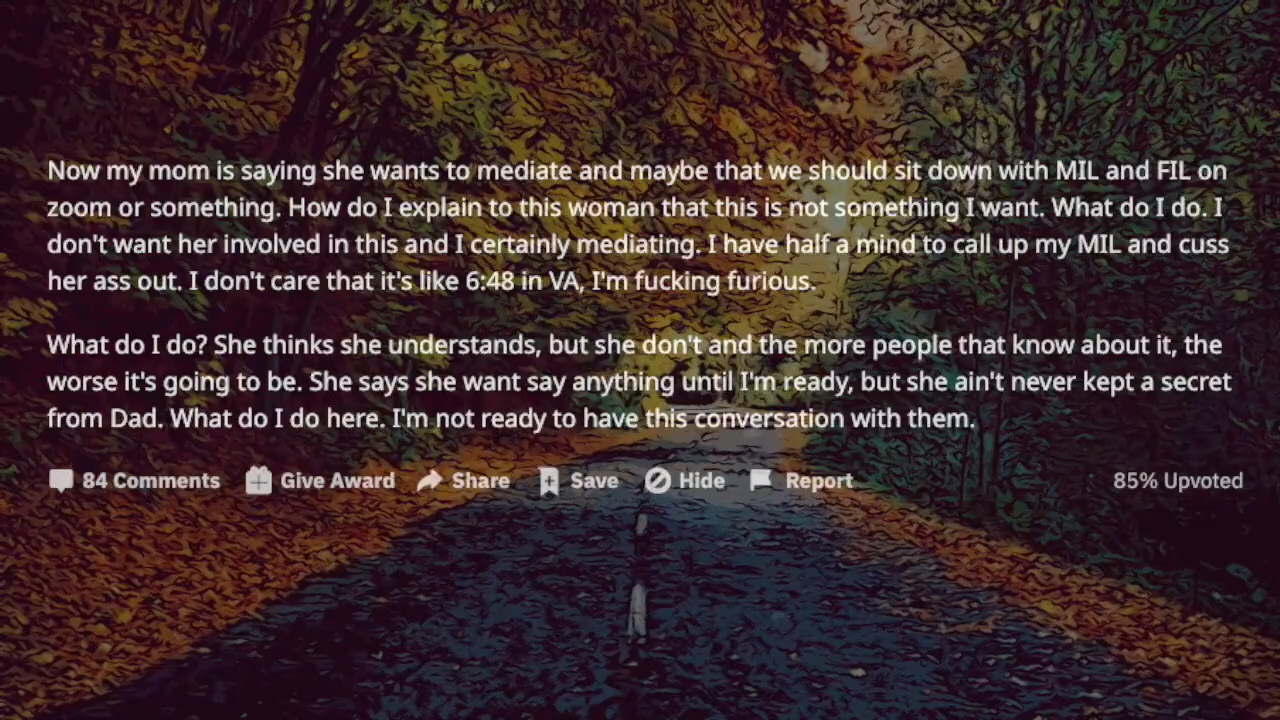 Now my mom is saying she wants to mediate and maybe that we should sit down with MIL and FIL on
zoom or something. How do I explain to this woman that this is not something I want. What do I do. I
don't want her involved in this and I certainly mediating. I have half a mind to call up my MIL and cuss
her ass out. I don't care that it's like 6:48 in VA, I'm fucking furious.
What do I do? She thinks she understands, but she don't and the more people that know about it, the
worse it's going to be. She says she want say anything until I'm ready, but she ain't never kept a secret
from Dad. What do I do here. I'm not ready to have this conversation with them.
84 Comments Give Award Share Save Hide Report 85% Upvoted